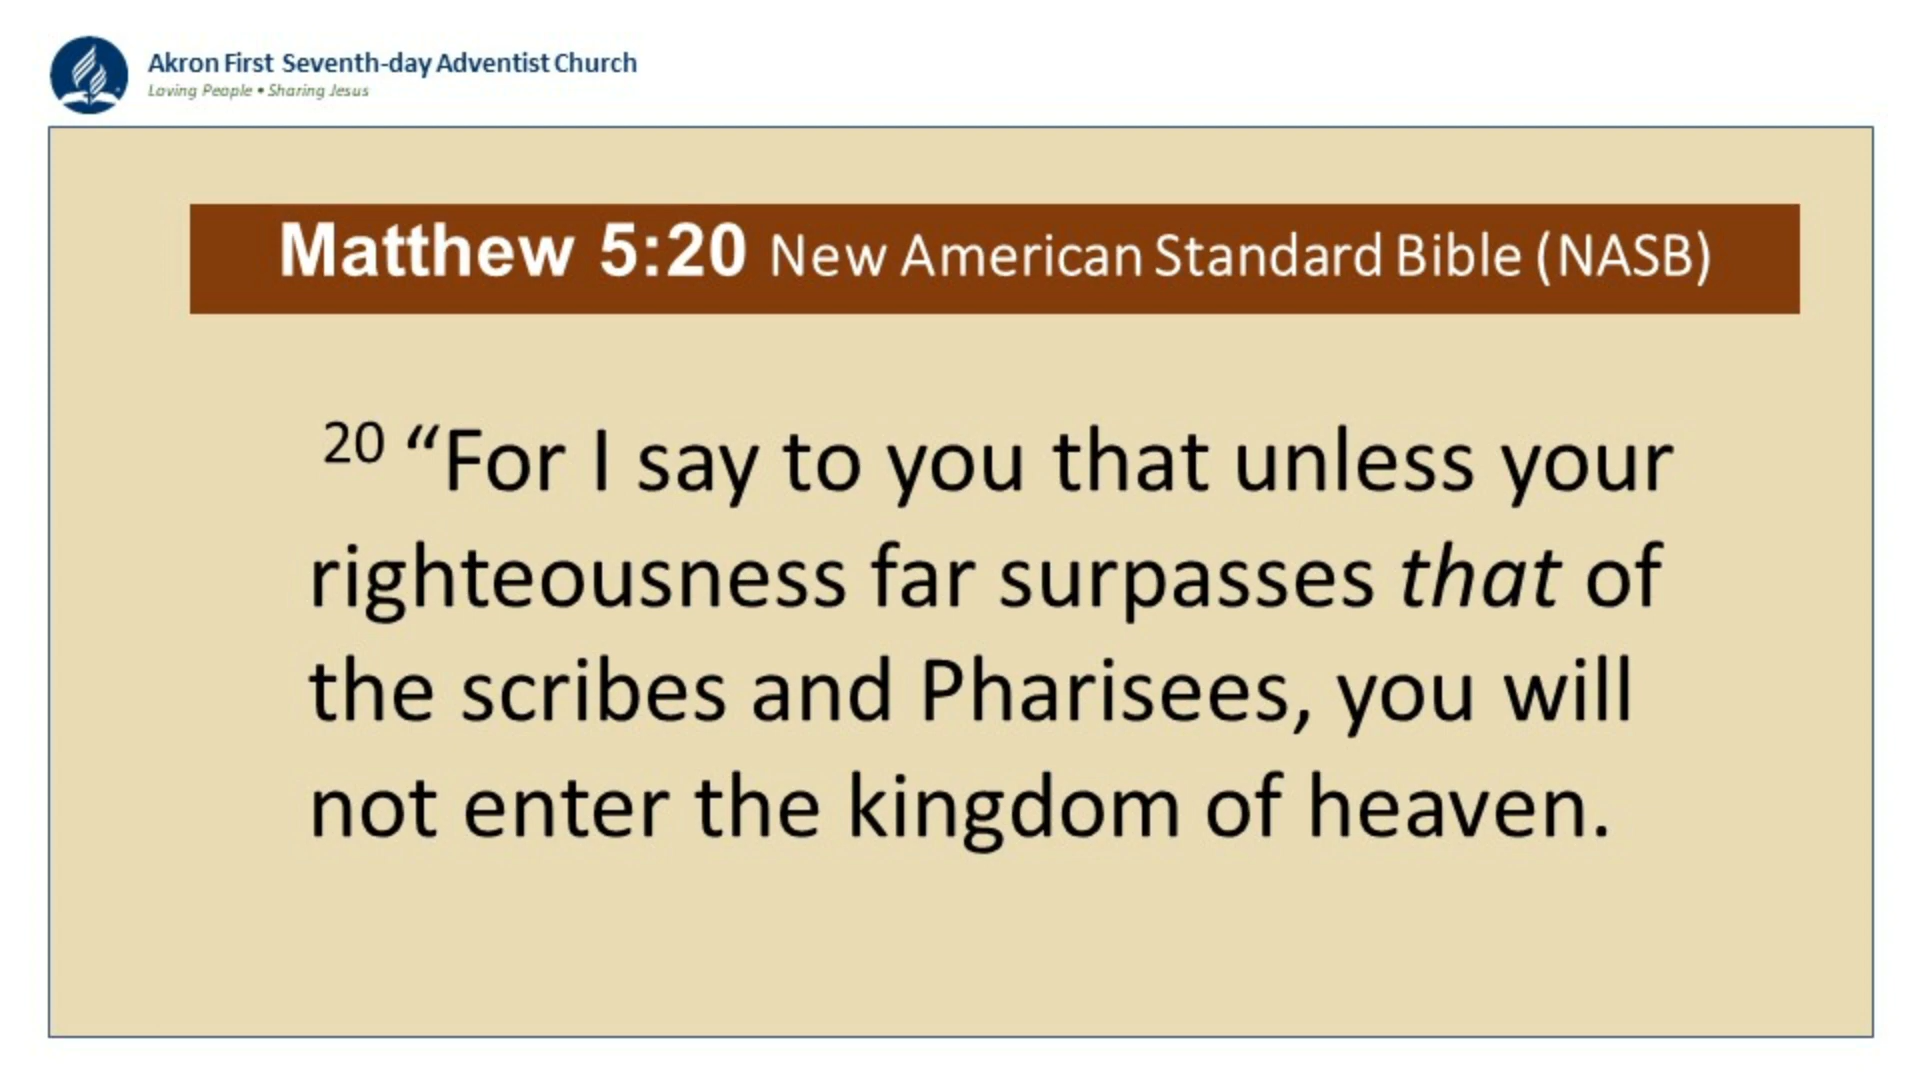 Akron First Seventh-day Adventist Church
Loving People • Sharing Jesus
Matthew 5:20 New American Standard Bible (NASB)
20 “For I say to you that unless your
righteousness far surpasses that of
the scribes and Pharisees, you will
not enter the kingdom of heaven.